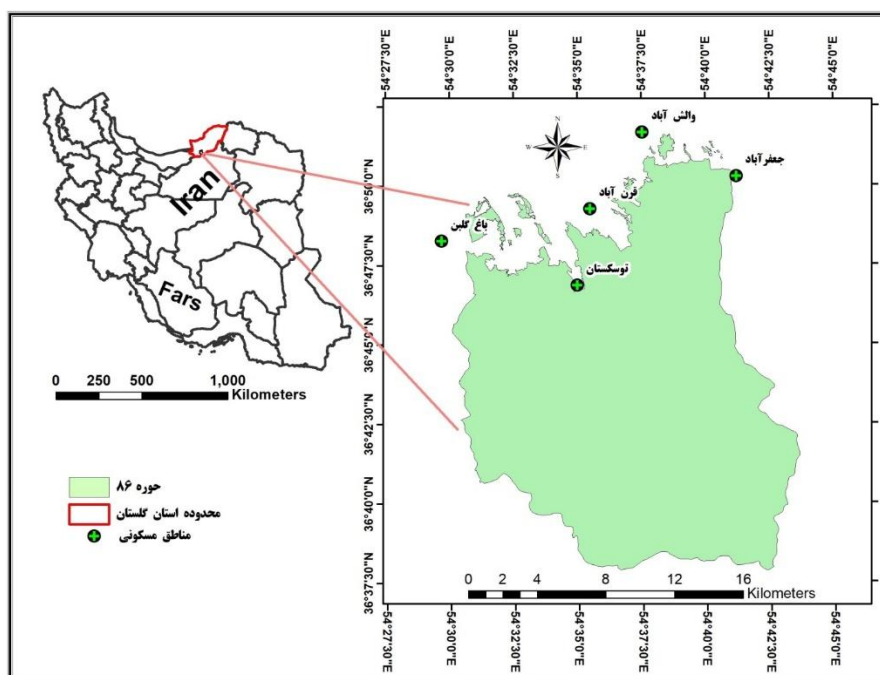 54°27'30"E
54°30'0"E
54°32'30"E
54°35'0"E
54°37'30"E
54°40'0"E
54°42'30"E
54°45'0"E
Iran
Fars
0 250 500 1,000
Kilometers
حوزه ۸۶
محدوده استان گلستان
مناطق مسکونی
36°50'0"N
36°47'30"N
36°45'0"N
36°42'30"N
36°40'0"N
36°37'30"N
N
W E
S
والش آباد
جعفرآباد
قرن آباد
باغ گلبن
توسکستان
0 2 4 8 12 16
Kilometers
54°27'30"E
54°30'0"E
54°32'30"E
54°35'0"E
54°37'30"E
54°40'0"E
54°42'30"E
54°45'0"E